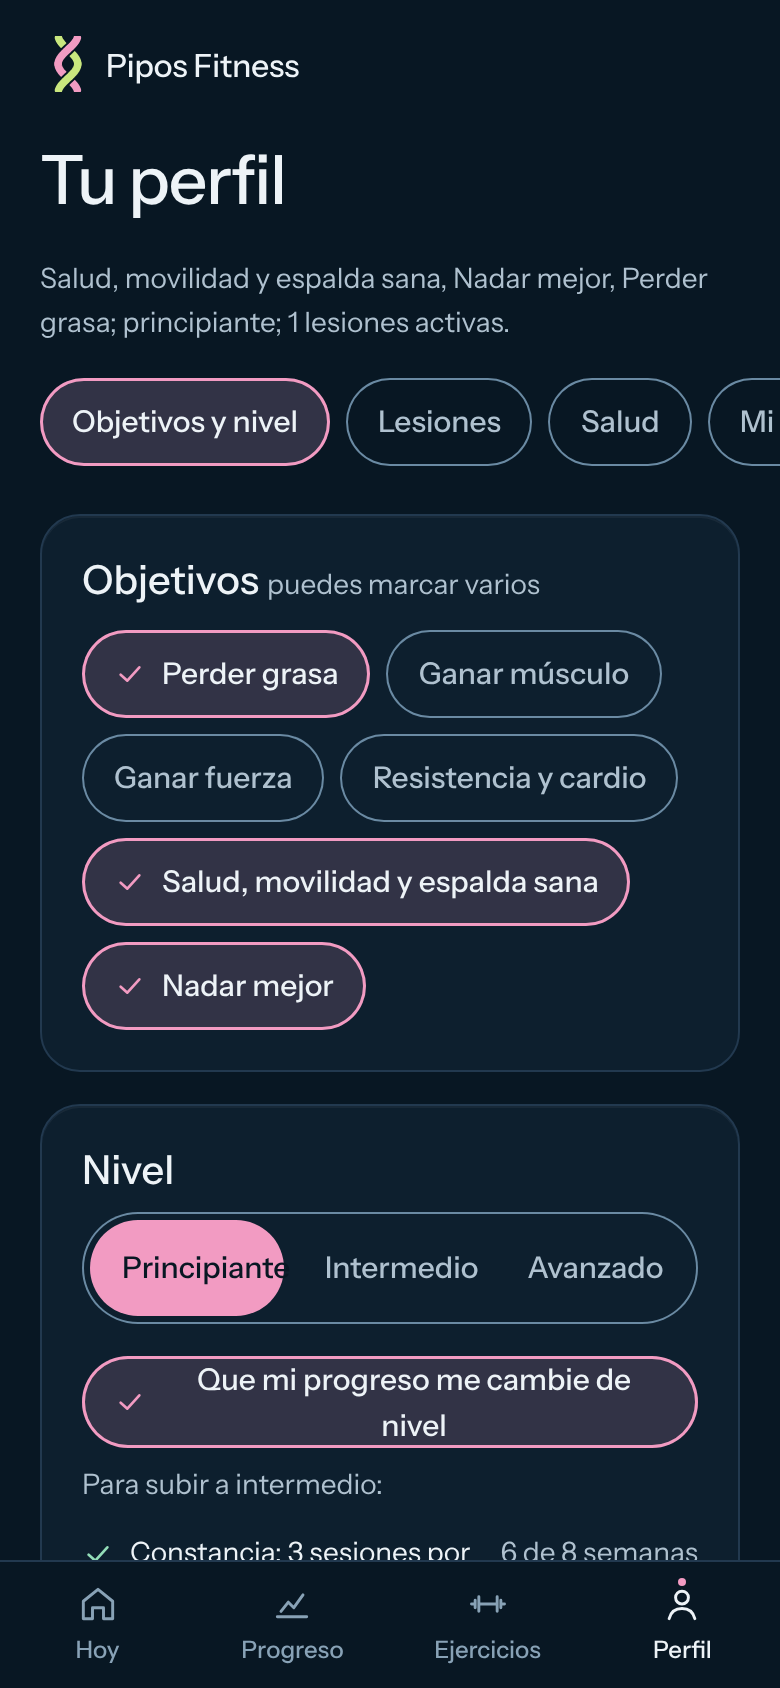 Pipos Fitness
Tu perfil
Salud, movilidad y espalda sana, Nadar mejor, Perder
grasa; principiante; 1 lesiones activas.
Objetivos y nivel
Lesiones
Salud
Mi
Objetivos puedes marcar varios
Perder grasa
Ganar músculo
Ganar fuerza
Resistencia y cardio
Salud, movilidad y espalda sana
Nadar mejor
Nivel
Principiante
Intermedio
Avanzado
Que mi progreso me cambie de
nivel
Para subir a intermedio:
Constancia: 3 sesiones por
6 de 8 semanas
Hoy
Progreso
Ejercicios
Perfil